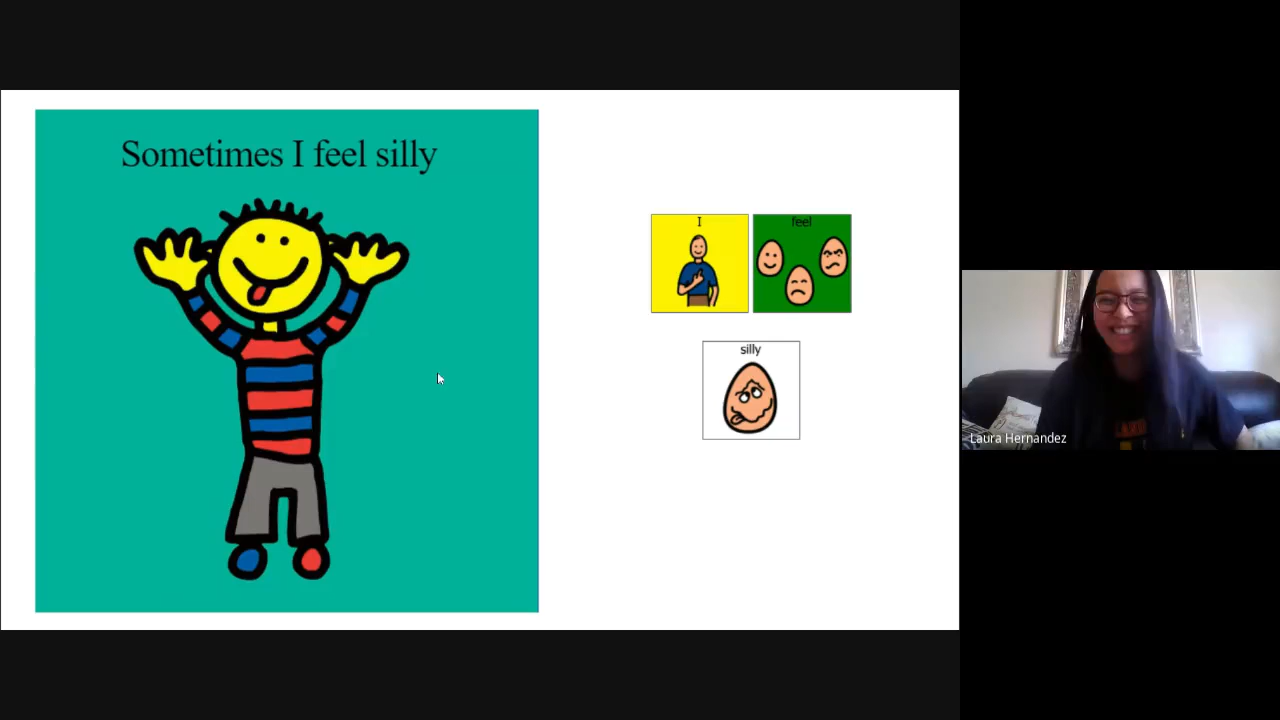 Sometimes I feel silly
I
feel
silly
Laura Hernandez